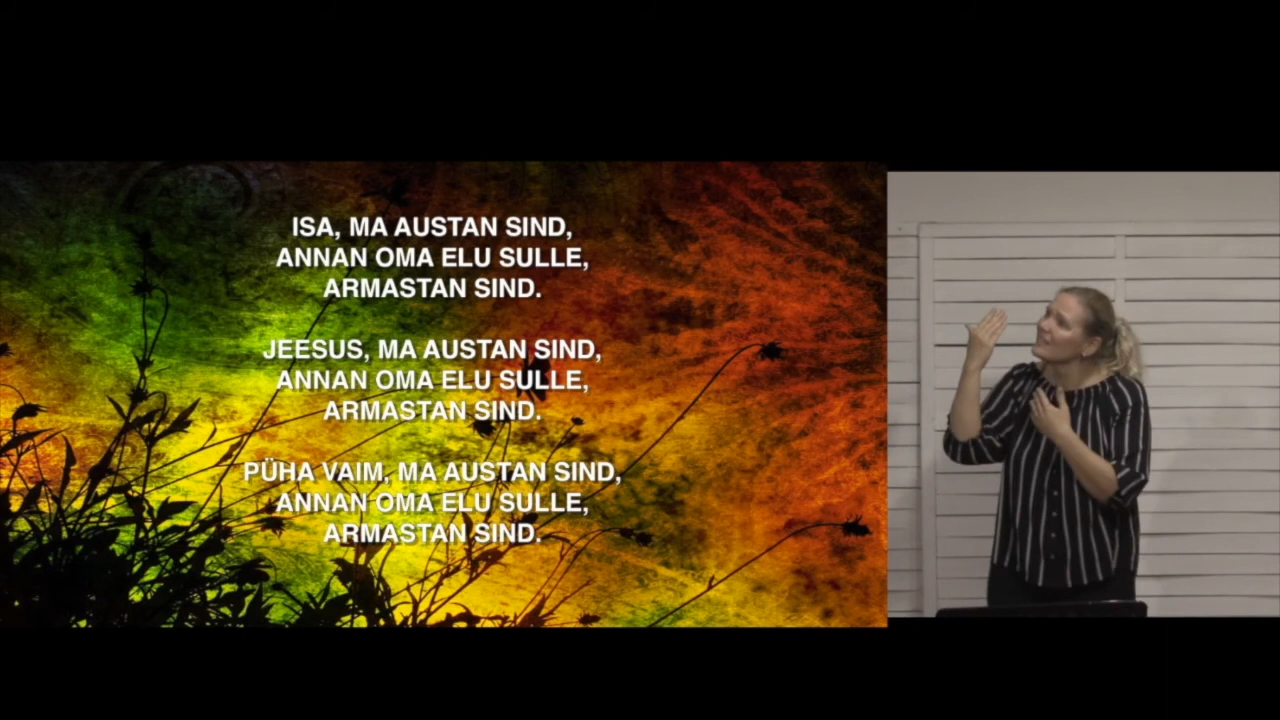 ISA, MA AUSTAN SIND,
ANNAN OMA ELU SULLE,
ARMASTAN SIND.
JEESUS, MA AUSTAN SIND,
ANNAN OMA ELU SULLE,
ARMASTAN SIND.
PÜHA VAIM, MA AUSTAN SIND,
ANNAN OMA ELU SULLE,
ARMASTAN SIND.